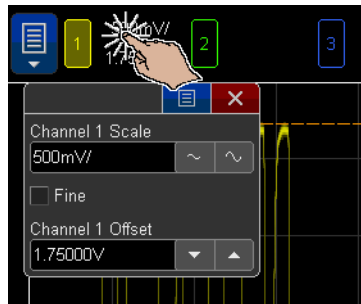 1
2
3
Channel 1 Scale
500mV/
Fine
Channel 1 Offset
1.75000V